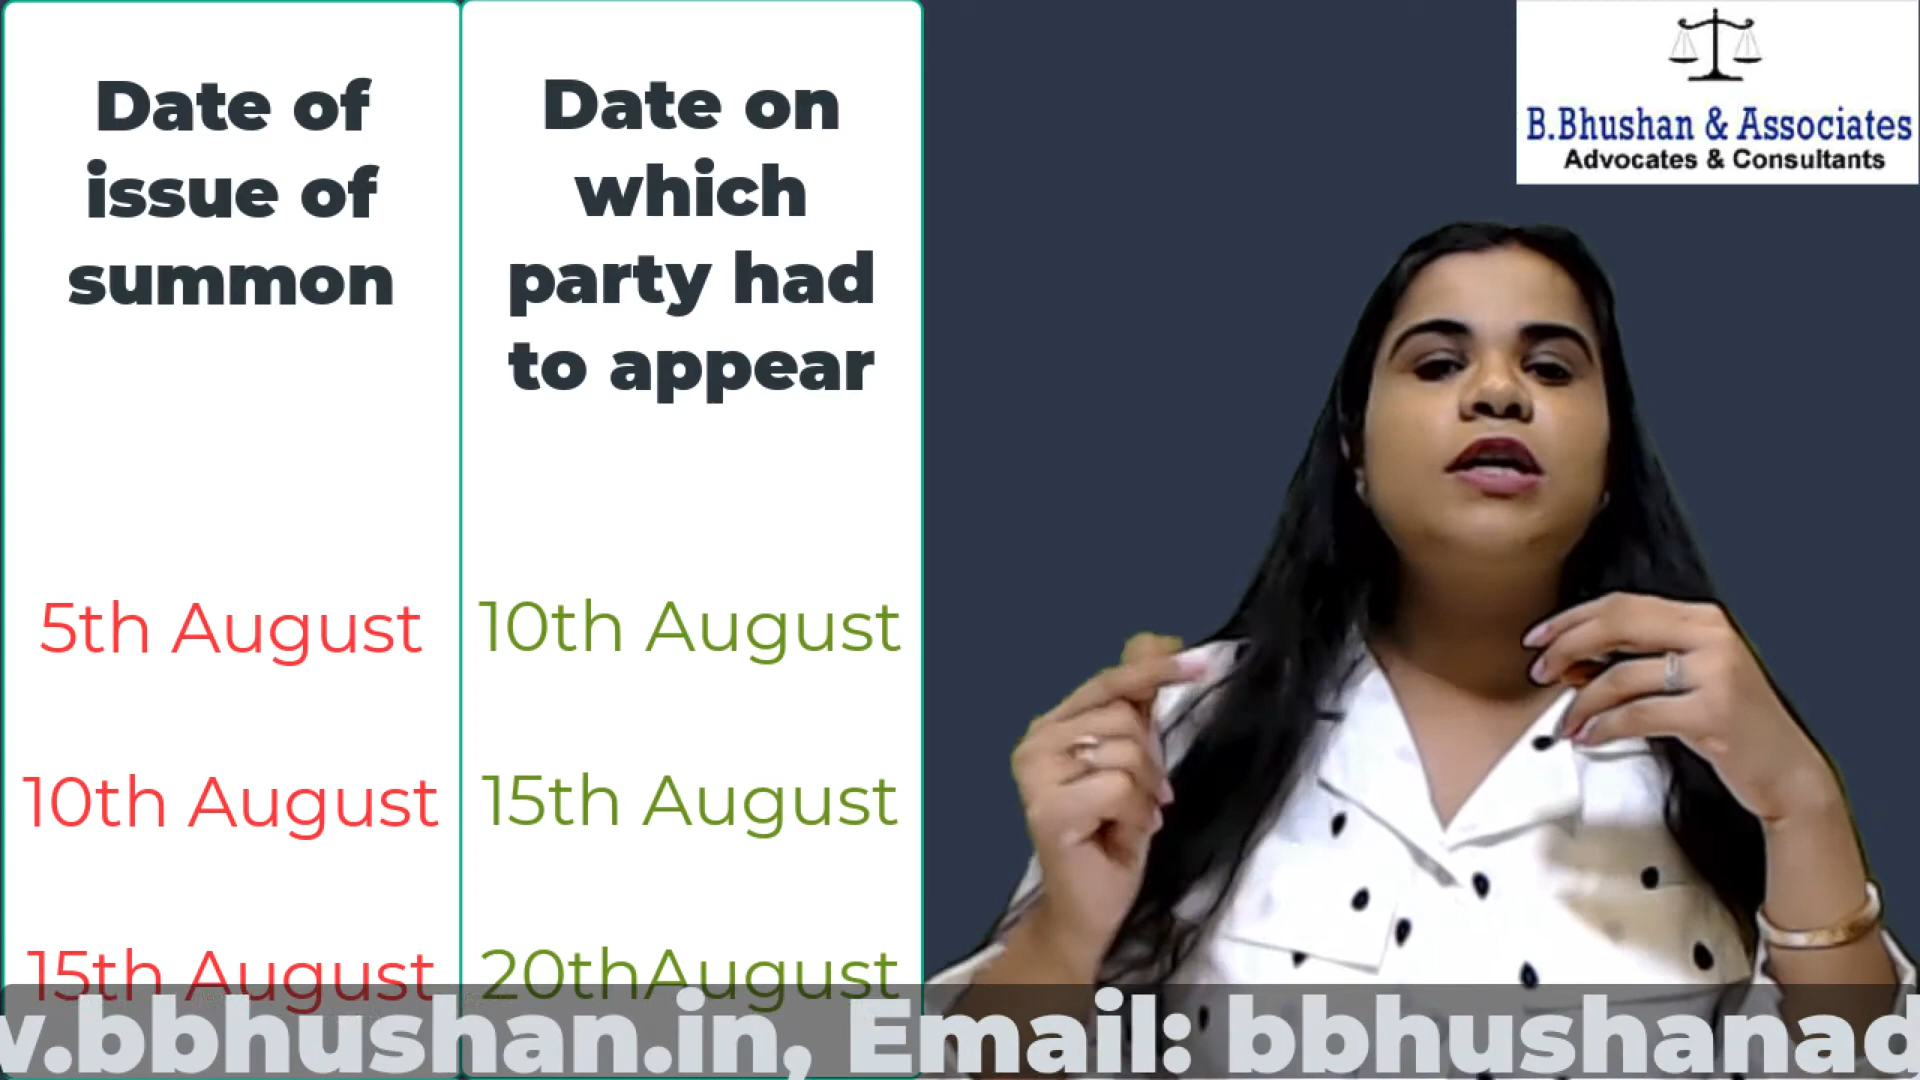 Date of
issue of
summon
Date on
which
party had
to appear
5th August
10th August
10th August
15th August
15th August
20thAugust
B.Bhushan & Associates
Advocates & Consultants
.bbhushan.in, Email: bbhushanad